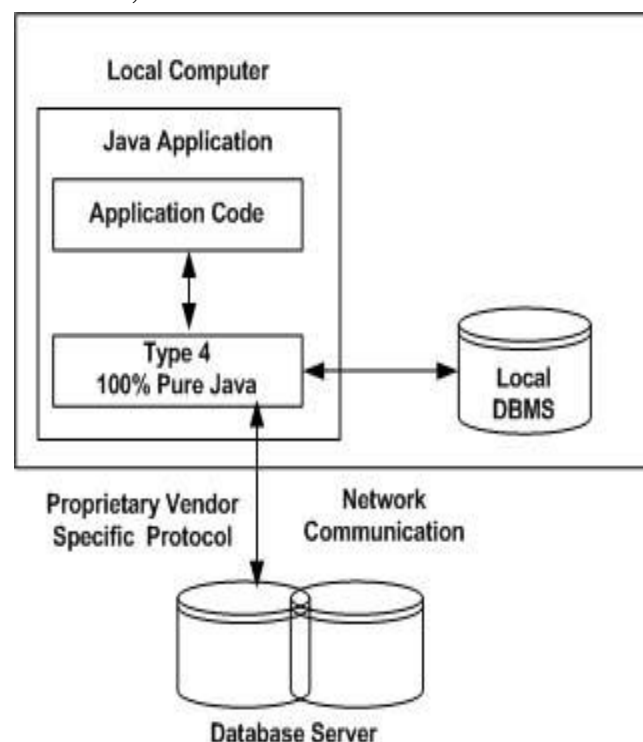 Local Computer
Java Application
Application Code
Type 4
100% Pure Java
Local
DBMS
Proprietary Vendor
Specific Protocol
Network
Communication
Database Server